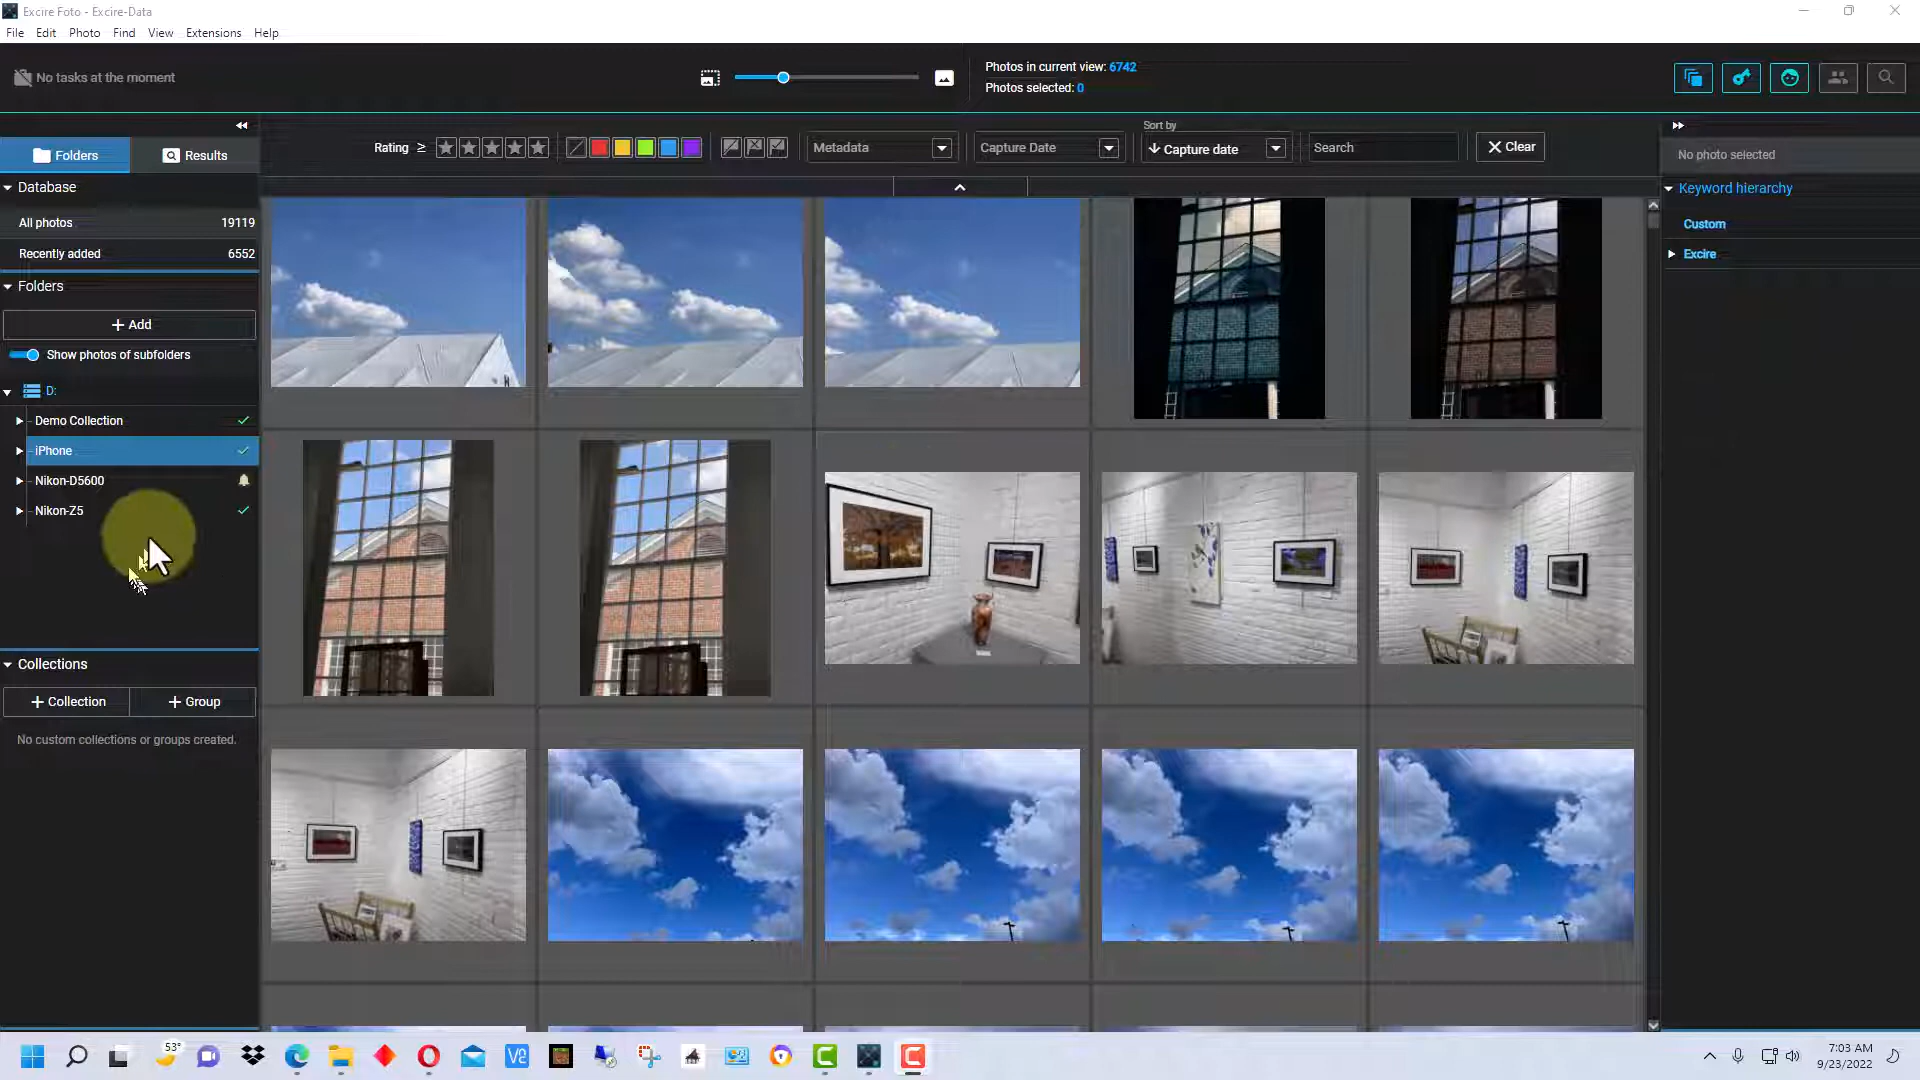 Excire Foto - Excire-Data
File Edit Photo Find View Extensions Help
No tasks at the moment
Photos in current view: 6742
Photos selected: 0
Folders
Results
Rating ≥
Metadata
Capture Date
Sort by
Capture date
Search
Clear
No photo selected
Database
All photos 19119
Recently added 6552
Folders
+ Add
Show photos of subfolders
D:
Demo Collection
iPhone
Nikon-D5600
Nikon-Z5
Collections
+ Collection
+ Group
No custom collections or groups created.
Keyword hierarchy
Custom
Excire
53°
7:03 AM
9/23/2022